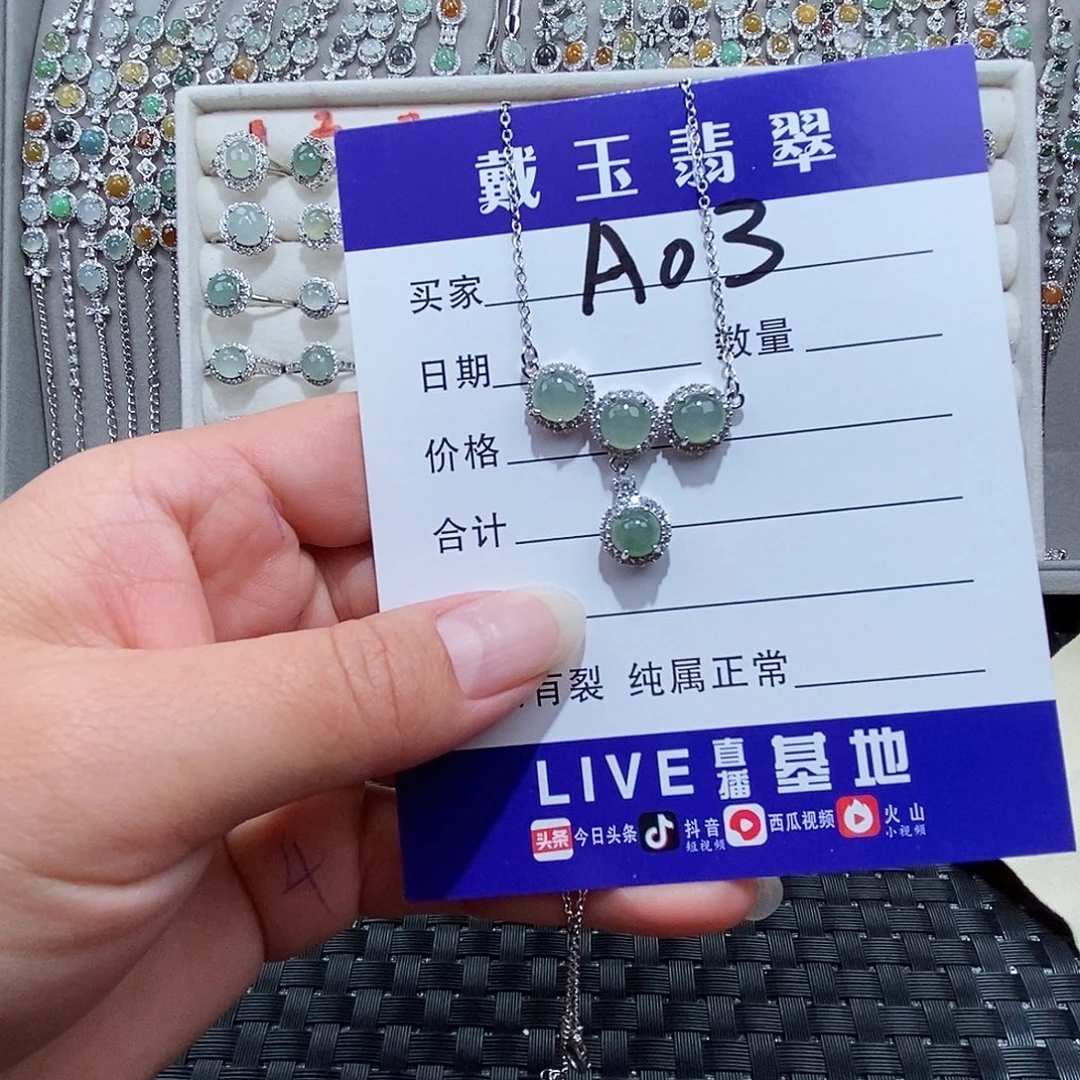 戴玉翡翠
买家 A03
日期 数量
价格
合计
有裂 纯属正常
LIVE 直播 基地
头条 今日头条 抖音短视频 西瓜视频 火山小视频
4